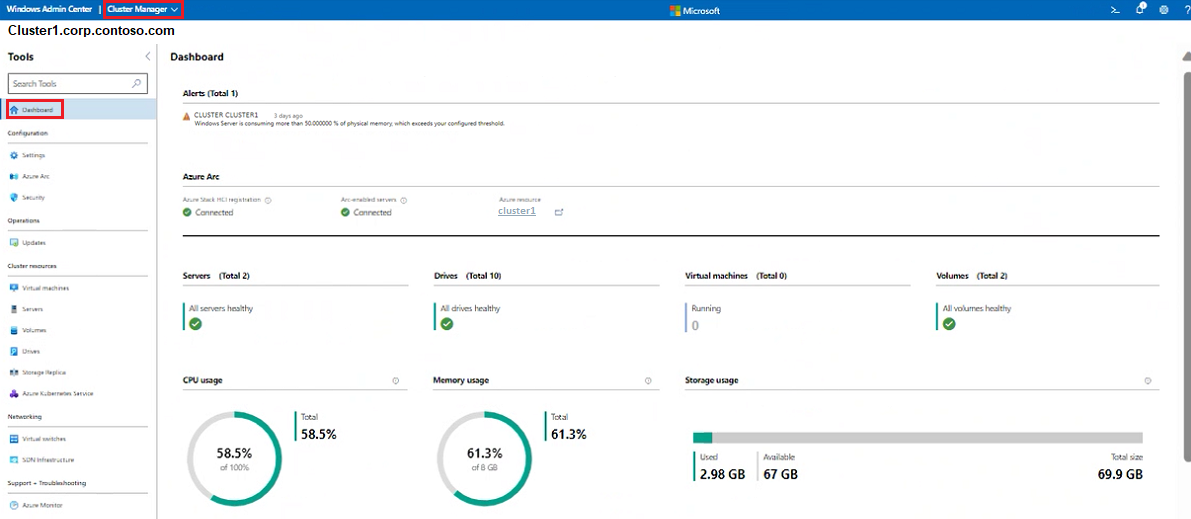 Windows Admin Center | Cluster Manager Microsoft
Cluster1.corp.contoso.com
Tools
Search Tools
Dashboard
Configuration
Settings
Azure Arc
Security
Operations
Updates
Cluster resources
Virtual machines
Servers
Volumes
Drives
Storage Replica
Azure Kubernetes Service
Networking
Virtual switches
SDN Infrastructure
Support + Troubleshooting
Azure Monitor
Dashboard
Alerts (Total 1)
CLUSTER CLUSTER1 3 days ago
Windows Server is consuming more than 50.000000 % of physical memory, which exceeds your configured threshold.
Azure Arc
Azure Stack HCI registration
Connected
Arc-enabled servers
Connected
Azure resource
cluster1
Servers (Total 2)
All servers healthy
Drives (Total 10)
All drives healthy
Virtual machines (Total 0)
Running
0
Volumes (Total 2)
All volumes healthy
CPU usage
58.5%
of 100%
Total
58.5%
Memory usage
61.3%
of 8 GB
Total
61.3%
Storage usage
Used
2.98 GB
Available
67 GB
Total size
69.9 GB